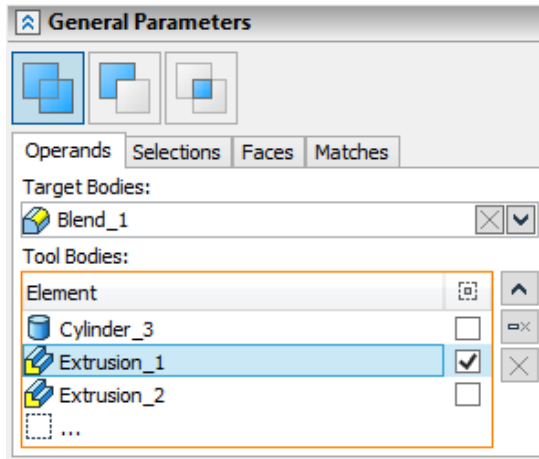 General Parameters
Operands Selections Faces Matches
Target Bodies:
Blend_1
Tool Bodies:
Element
Cylinder_3
Extrusion_1
Extrusion_2
...